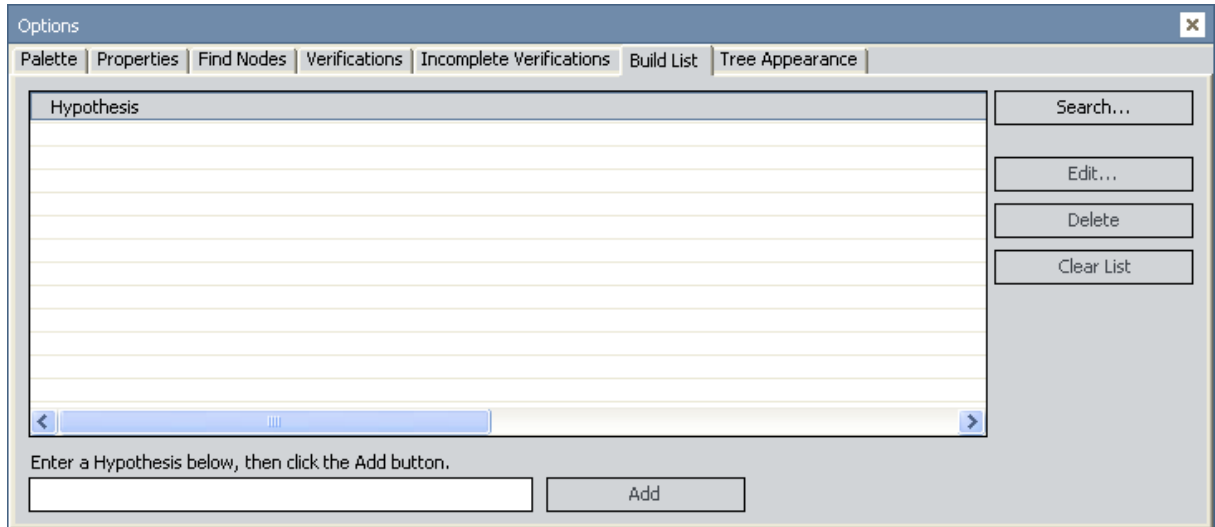 Options
Palette Properties Find Nodes Verifications Incomplete Verifications Build List Tree Appearance
Hypothesis
Search...
Edit...
Delete
Clear List
Enter a Hypothesis below, then click the Add button.
Add